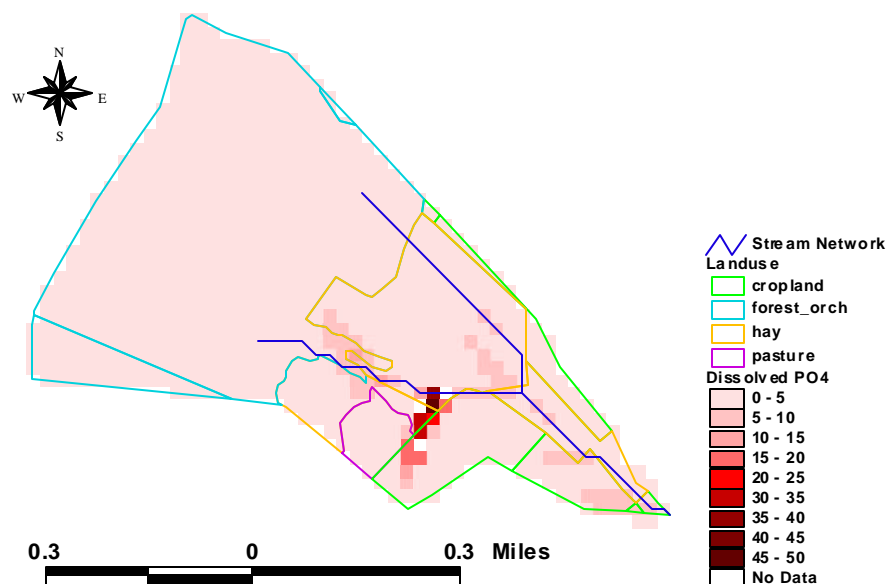 N
W E
S
Stream Network
Landuse
cropland
forest_orch
hay
pasture
Dissolved PO4
0 - 5
5 - 10
10 - 15
15 - 20
20 - 25
30 - 35
35 - 40
40 - 45
45 - 50
No Data
0.3 0 0.3 Miles